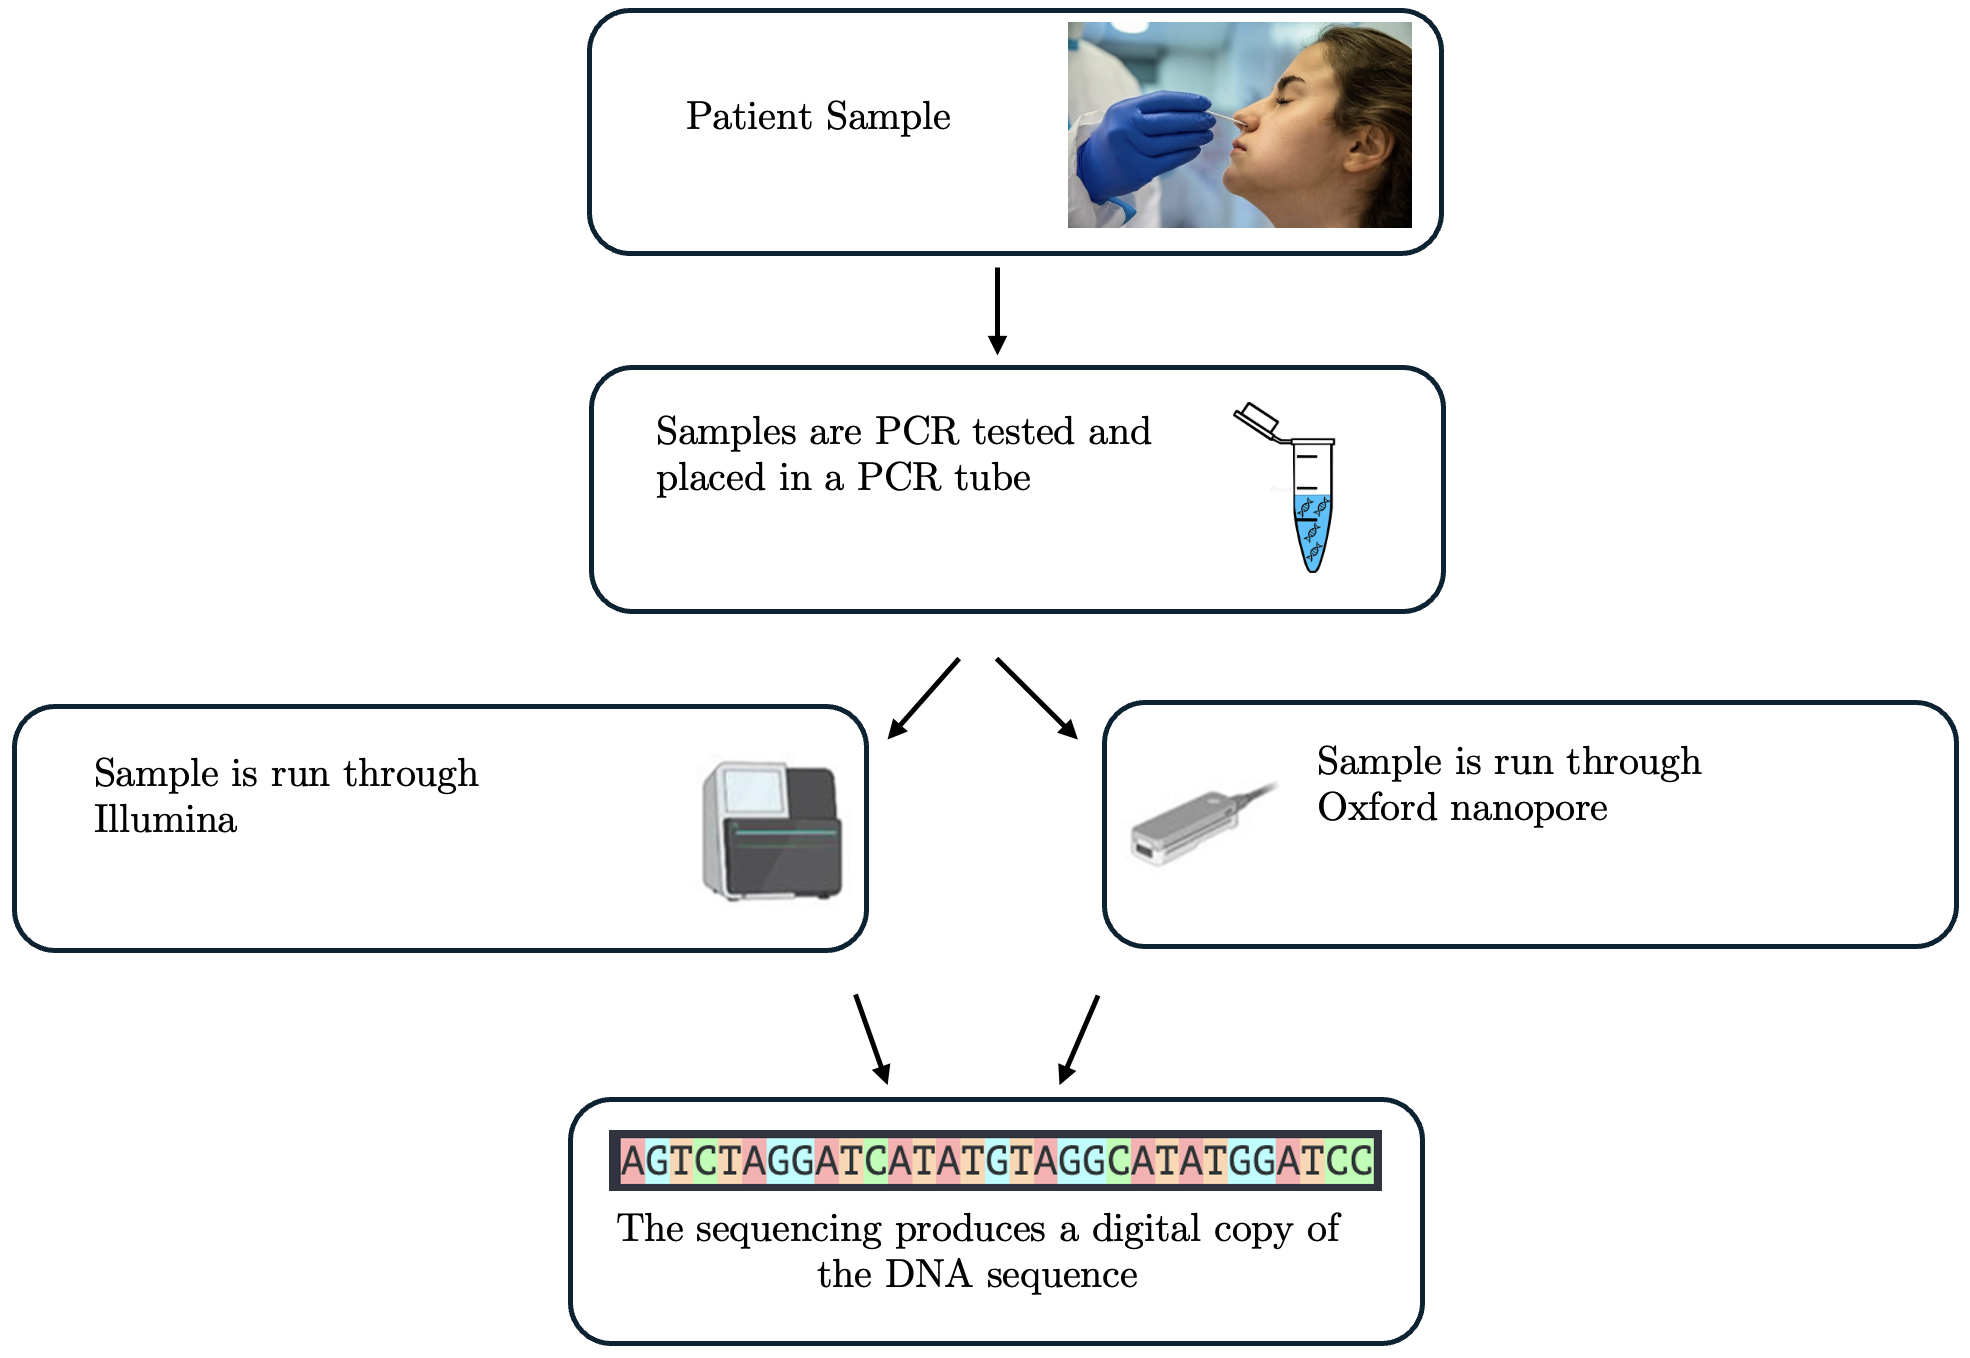 Patient Sample
Samples are PCR tested and
placed in a PCR tube
Sample is run through
Illumina
Sample is run through
Oxford nanopore
AGTCTAGGATCATATGTAGGCATATGGATCC
The sequencing produces a digital copy of
the DNA sequence